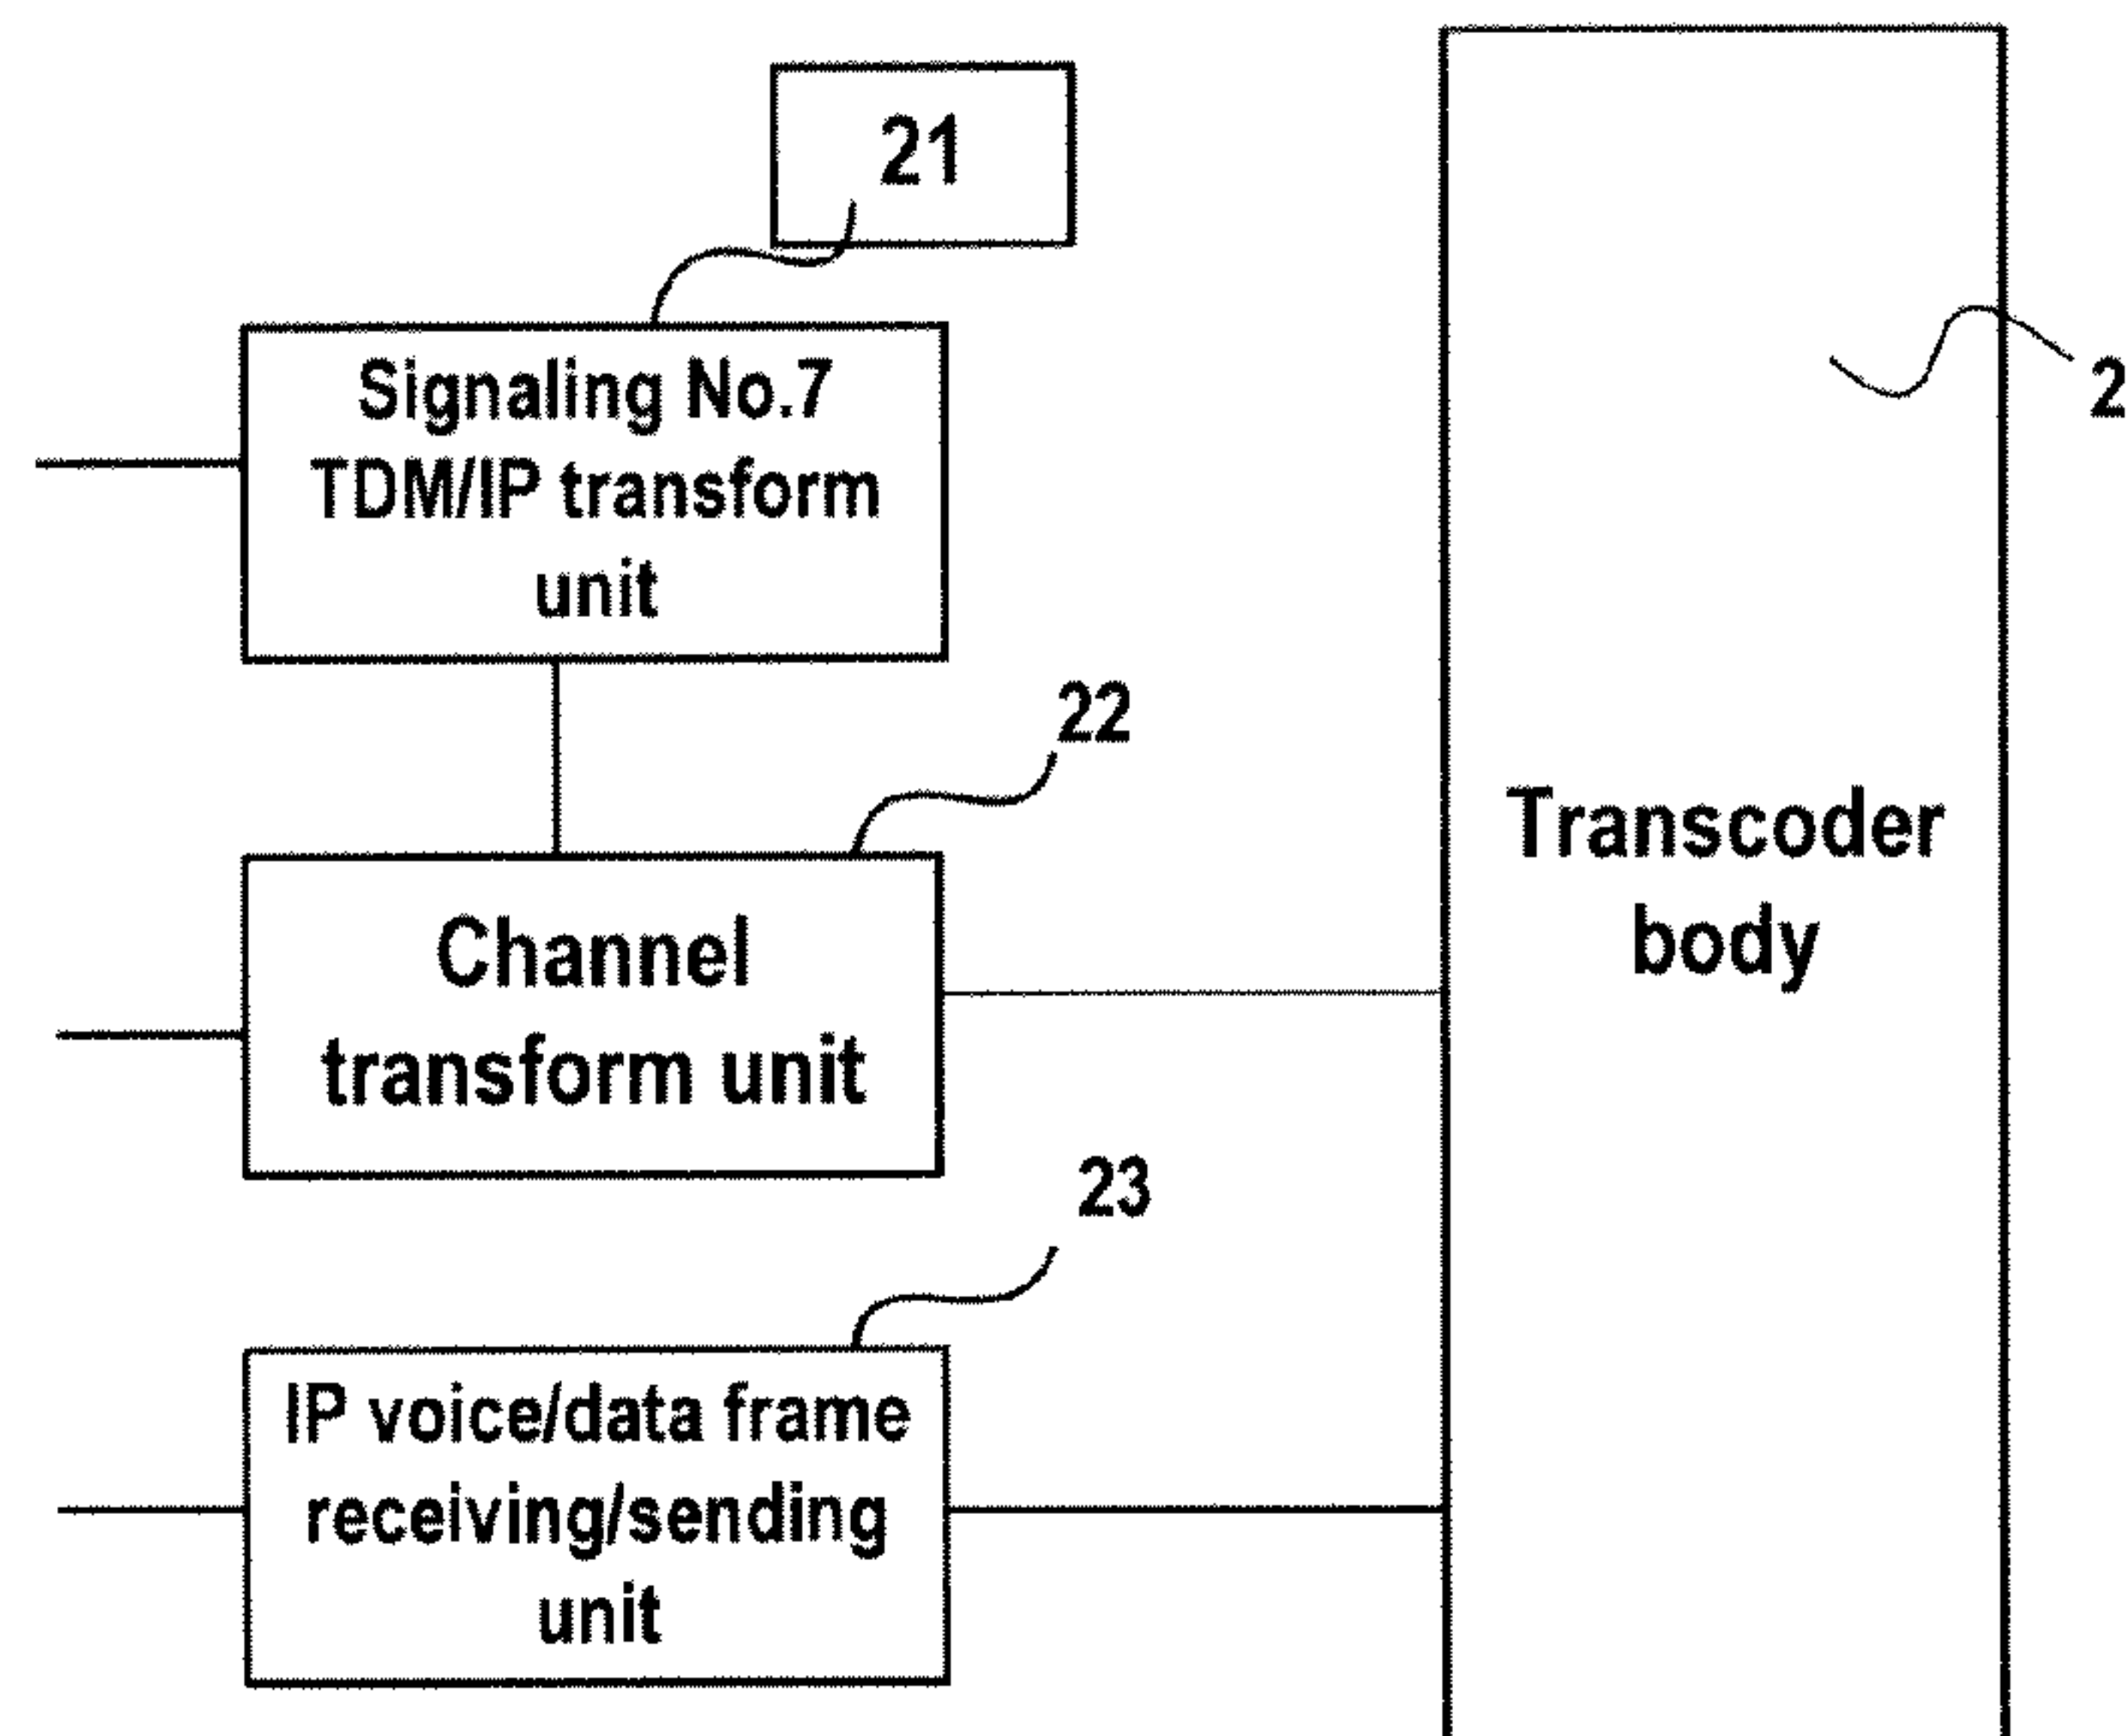 21
Signaling No.7
TDM/IP transform
unit
2
22
Transcoder
body
Channel
transform unit
23
IP voice/data frame
receiving/sending
unit